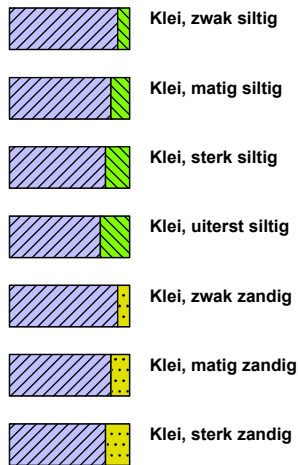 Klei, zwak siltig
Klei, matig siltig
Klei, sterk siltig
Klei, uiterst siltig
Klei, zwak zandig
Klei, matig zandig
Klei, sterk zandig